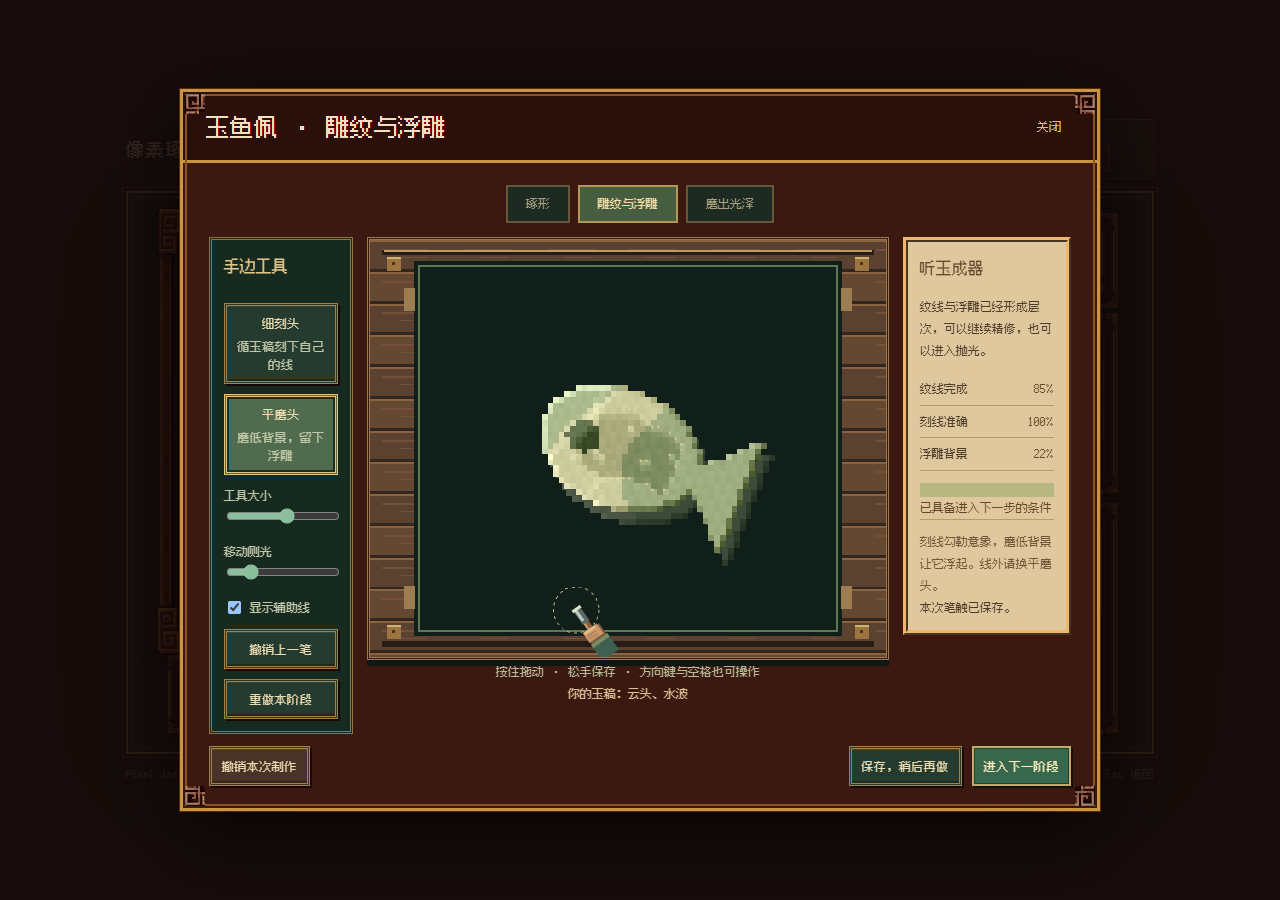 像素琢
玉鱼佩 · 雕纹与浮雕
关闭
琢形
雕纹与浮雕
磨出光泽
手边工具
细刻头
循玉稿刻下自己
的线
平磨头
磨低背景，留下
浮雕
工具大小
移动侧光
显示辅助线
撤销上一笔
重做本阶段
按住拖动 · 松手保存 · 方向键与空格也可操作
你的玉稿：云头、水波
听玉成器
纹线与浮雕已经形成层
次，可以继续精修，也可
以进入抛光。
纹线完成 85%
刻线准确 100%
浮雕背景 22%
已具备进入下一步的条件
刻线勾勒意象，磨低背景
让它浮起。线外请换平磨
头。
本次笔触已保存。
撤销本次制作
保存，稍后再做
进入下一阶段
Pixel Jade
Esc 返回